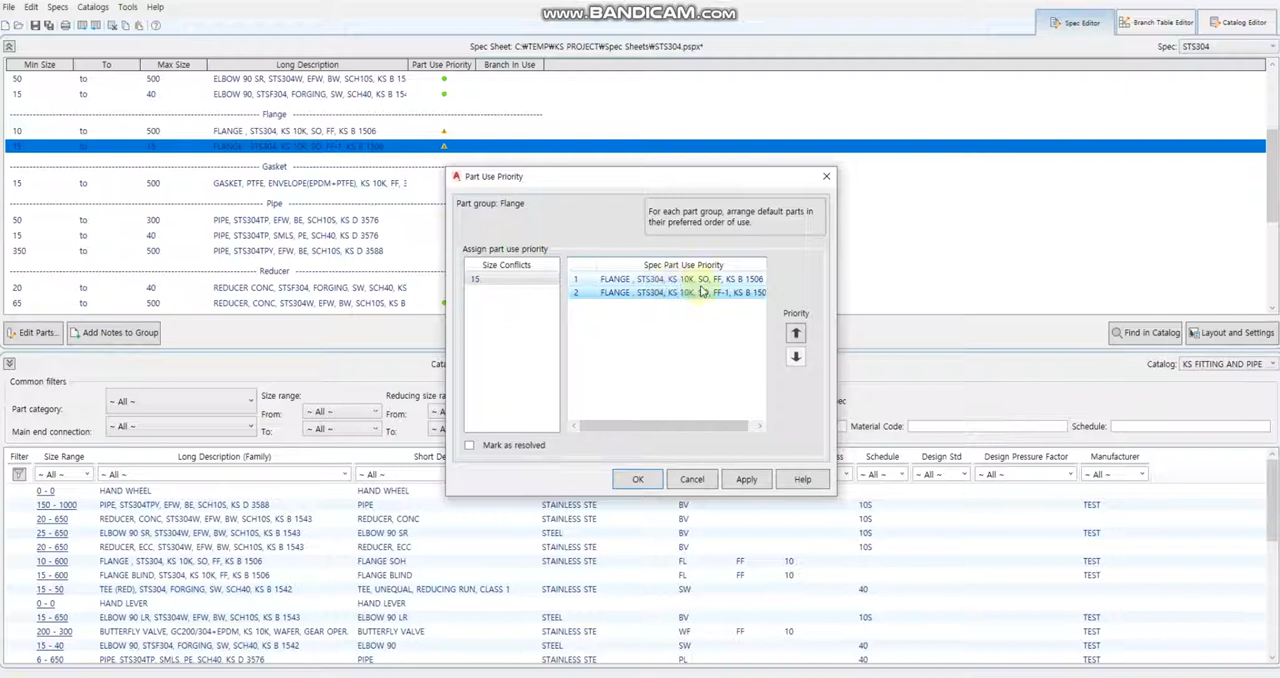 www.BANDICAM.com
File Edit Specs Catalogs Tools Help
Spec Editor Branch Table Editor Catalog Editor
Spec Sheet: C:￦TEMP￦KS PROJECT￦Spec Sheets￦STS304.pspx* Spec: STS304
Min Size To Max Size Long Description Part Use Priority Branch In Use
50 to 500 ELBOW 90 SR, STS304W, EFW, BW, SCH10S, KS B 15
15 to 40 ELBOW 90, STSF304, FORGING, SW, SCH40, KS B 154
Flange
10 to 500 FLANGE , STS304, KS 10K, SO, FF, KS B 1506
15 to 15 FLANGE , STS304, KS 10K, SO, FF-1, KS B 1506
Gasket
15 to 500 GASKET, PTFE, ENVELOPE(EPDM+PTFE), KS 10K, FF, 3
Pipe
50 to 300 PIPE, STS304TP, EFW, BE, SCH10S, KS D 3576
15 to 40 PIPE, STS304TP, SMLS, PE, SCH40, KS D 3576
350 to 500 PIPE, STS304TPY, EFW, BE, SCH10S, KS D 3588
Reducer
20 to 50 REDUCER CONC, STSF304, FORGING, SW, SCH40, KS
65 to 500 REDUCER, CONC, STS304W, EFW, BW, SCH10S, KS B
Edit Parts... Add Notes to Group Find in Catalog Layout and Settings
Part Use Priority
Part group: Flange
For each part group, arrange default parts in
their preferred order of use.
Assign part use priority
Size Conflicts Spec Part Use Priority
15
1 FLANGE , STS304, KS 10K, SO, FF, KS B 1506
2 FLANGE , STS304, KS 10K, SO, FF-1, KS B 150
Priority
Mark as resolved
OK Cancel Apply Help
Catalog: KS FITTING AND PIPE
Common filters
Part category: ~ All ~ Size range: Reducing size
From: ~ All ~ From:
Main end connection: ~ All ~ To: ~ All ~ To: Material Code: Schedule:
Filter Size Range Long Description (Family) Schedule Design Std Design Pressure Factor Manufacturer
~ All ~ ~ All ~ ~ All ~ ~ All ~ ~ All ~ ~ All ~ ~ All ~
0 - 0 HAND WHEEL HAND WHEEL STAINLESS STE
150 - 1000 PIPE, STS304TPY, EFW, BE, SCH10S, KS D 3588 PIPE STAINLESS STE BV 10S TEST
20 - 650 REDUCER, CONC, STS304W, EFW, BW, SCH10S, KS B 1543 REDUCER, CONC STAINLESS STE BV 10S
25 - 650 ELBOW 90 SR, STS304W, EFW, BW, SCH10S, KS B 1543 ELBOW 90 SR STEEL BV 10S TEST
20 - 650 REDUCER, ECC, STS304W, EFW, BW, SCH10S, KS B 1543 REDUCER, ECC STAINLESS STE BV 10S
10 - 600 FLANGE , STS304, KS 10K, SO, FF, KS B 1506 FLANGE SOH STAINLESS STE FL FF 10 TEST
15 - 600 FLANGE BLIND, STS304, KS 10K, FF, KS B 1506 FLANGE BLIND STAINLESS STE FL FF 10 TEST
15 - 50 TEE (RED), STS304, FORGING, SW, SCH40, KS B 1542 TEE, UNEQUAL, REDUCING RUN, CLASS 1 STAINLESS STE SW 40 TEST
0 - 0 HAND LEVER HAND LEVER STAINLESS STE
15 - 650 ELBOW 90 LR, STS304W, EFW, BW, SCH10S, KS B 1543 ELBOW 90 LR STEEL BV 10S TEST
200 - 300 BUTTERFLY VALVE, GC200/304+EPDM, KS 10K, WAFER, GEAR OPER. BUTTERFLY VALVE STAINLESS STE WF FF 10 TEST
15 - 40 ELBOW 90, STSF304, FORGING, SW, SCH40, KS B 1542 ELBOW 90 STEEL SW 40 TEST
6 - 650 PIPE, STS304TP, SMLS, PE, SCH40, KS D 3576 PIPE STAINLESS STE PL 40 TEST